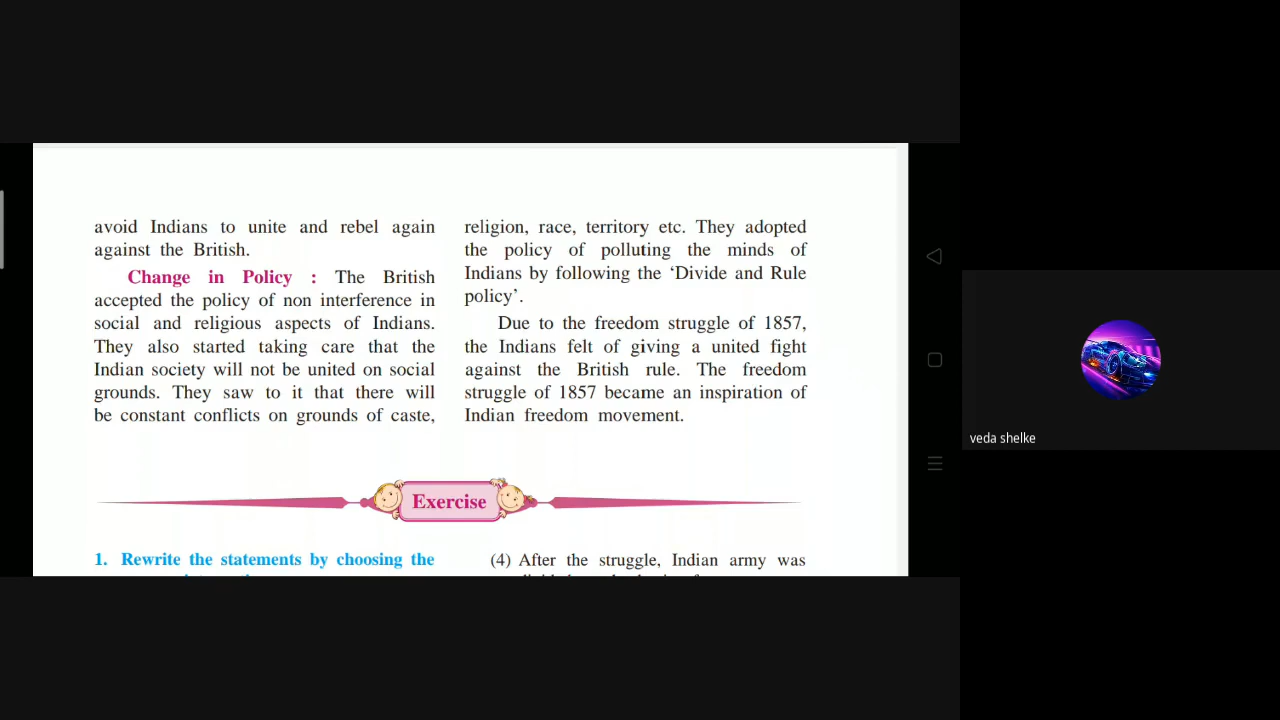 avoid Indians to unite and rebel again
against the British.
Change in Policy : The British
accepted the policy of non interference in
social and religious aspects of Indians.
They also started taking care that the
Indian society will not be united on social
grounds. They saw to it that there will
be constant conflicts on grounds of caste,
religion, race, territory etc. They adopted
the policy of polluting the minds of
Indians by following the ‘Divide and Rule
policy’.
Due to the freedom struggle of 1857,
the Indians felt of giving a united fight
against the British rule. The freedom
struggle of 1857 became an inspiration of
Indian freedom movement.
Exercise
1. Rewrite the statements by choosing the
(4) After the struggle, Indian army was
veda shelke